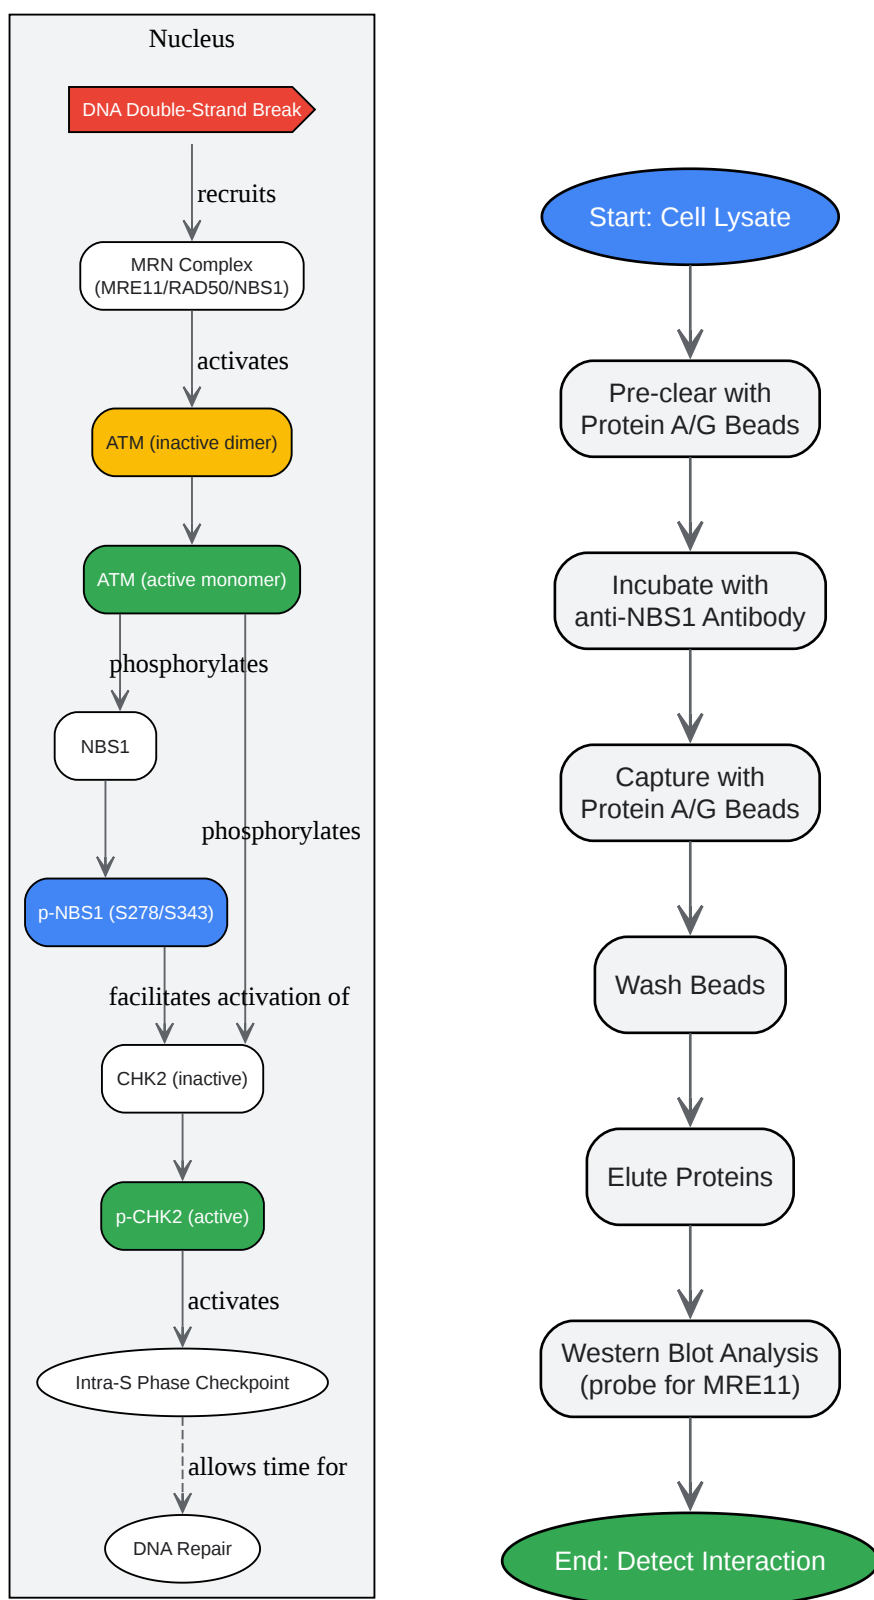 Nucleus
DNA Double-Strand Break
recruits
MRN Complex
(MRE11/RAD50/NBS1)
activates
ATM (inactive dimer)
ATM (active monomer)
phosphorylates
NBS1
phosphorylates
p-NBS1 (S278/S343)
facilitates activation of
CHK2 (inactive)
p-CHK2 (active)
activates
Intra-S Phase Checkpoint
allows time for
DNA Repair
Start: Cell Lysate
Pre-clear with
Protein A/G Beads
Incubate with
anti-NBS1 Antibody
Capture with
Protein A/G Beads
Wash Beads
Elute Proteins
Western Blot Analysis
(probe for MRE11)
End: Detect Interaction